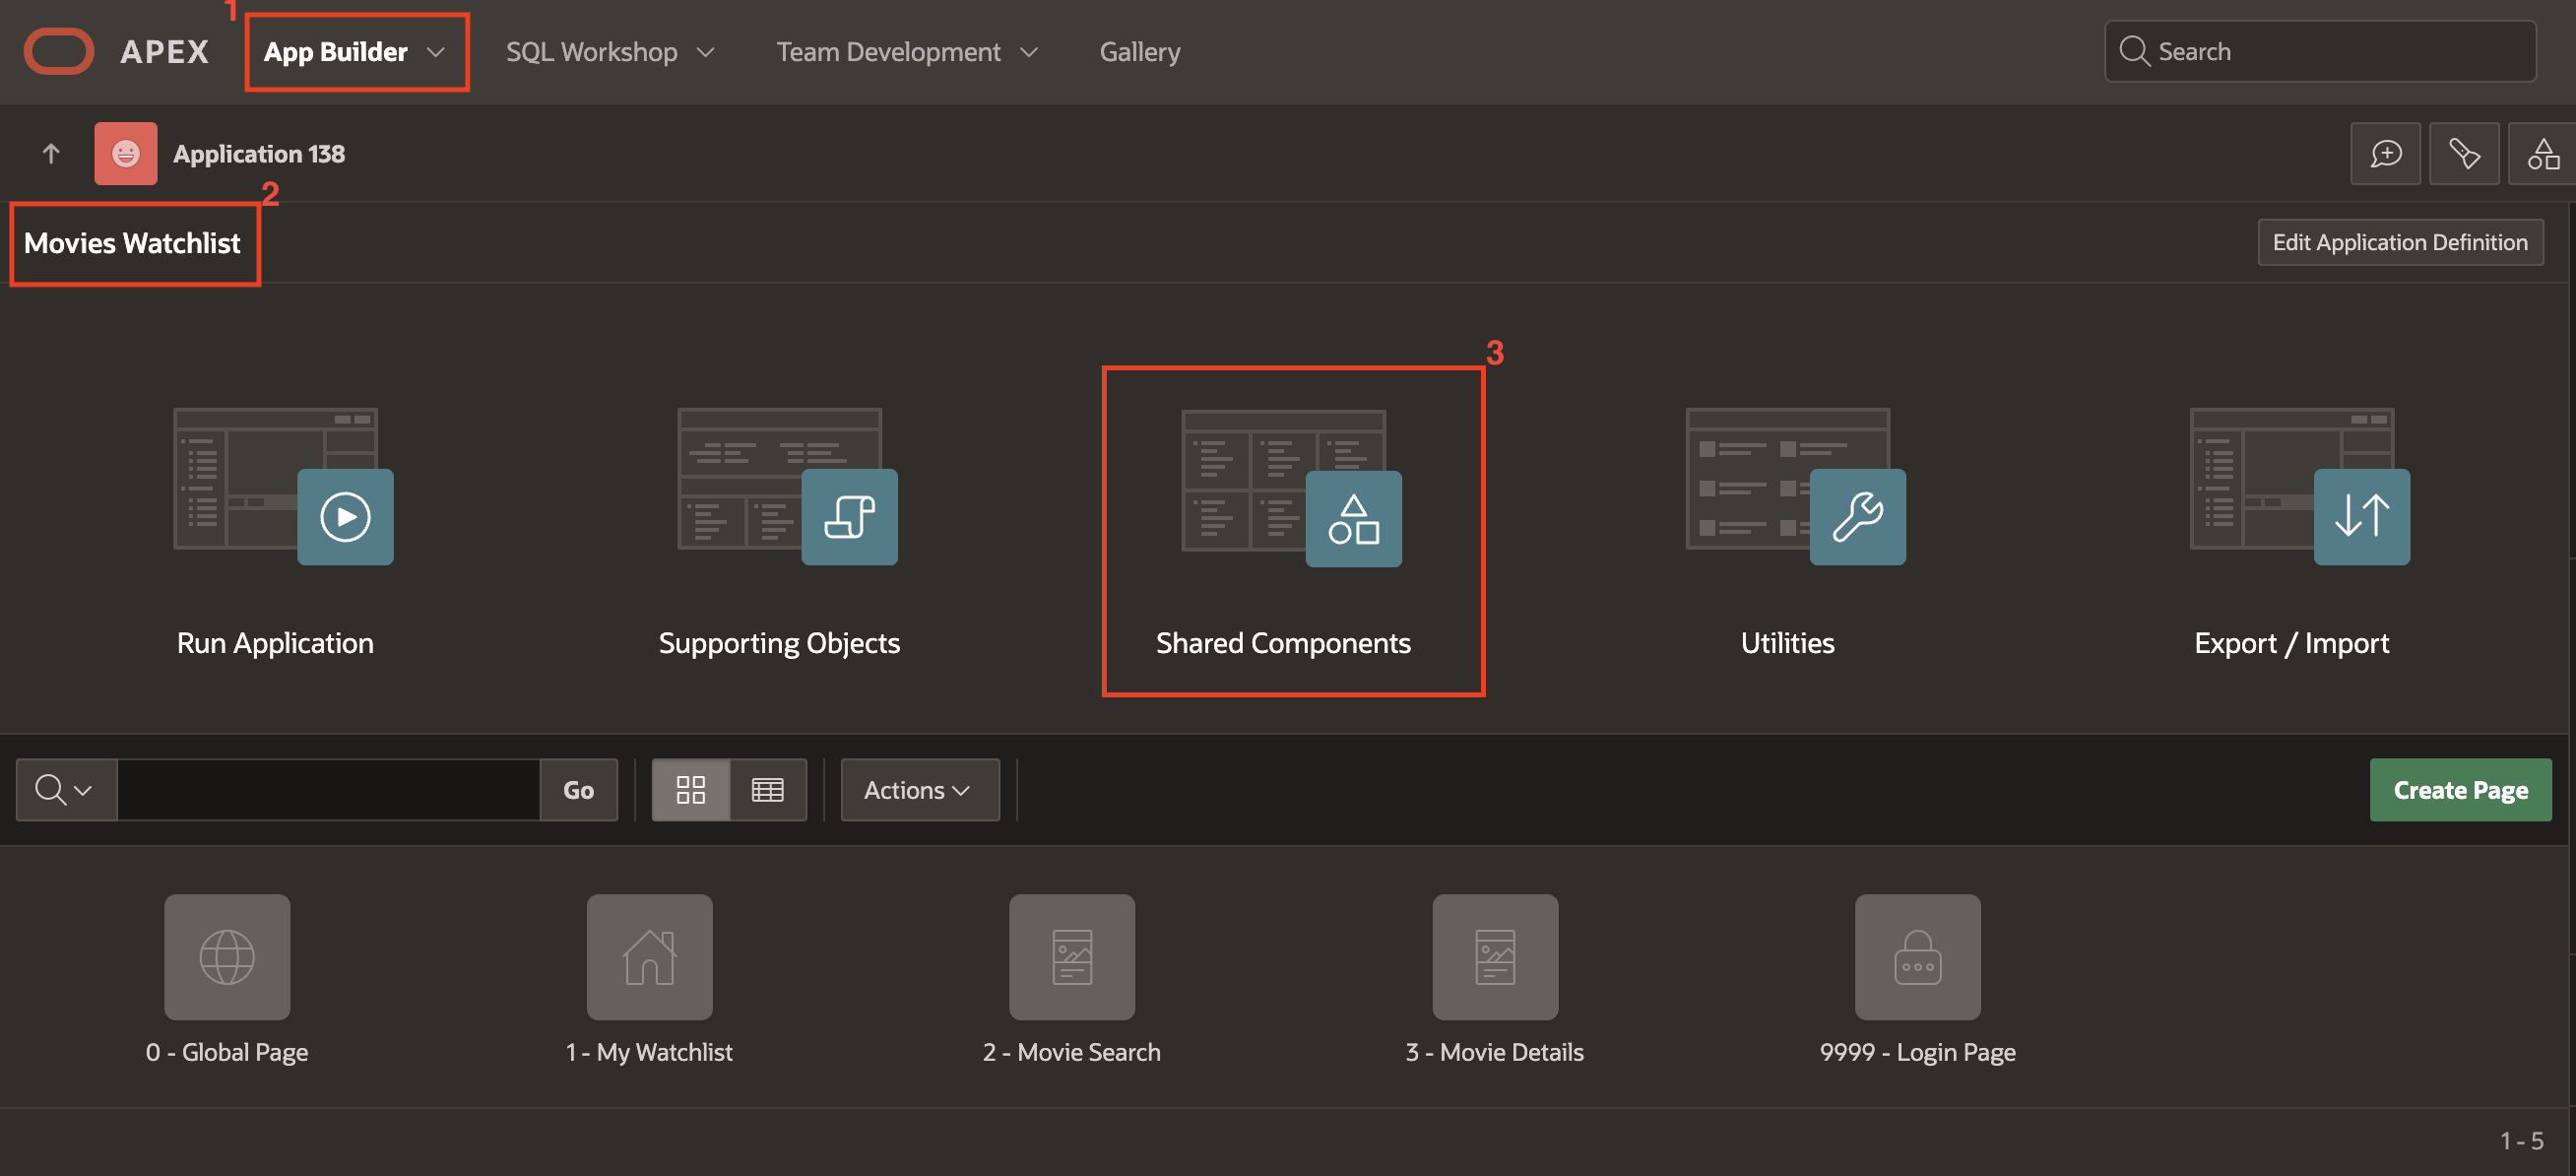 1
APEX App Builder SQL Workshop Team Development Gallery Search
Application 138
2
Movies Watchlist Edit Application Definition
3
Run Application Supporting Objects Shared Components Utilities Export / Import
Go Actions Create Page
0 - Global Page 1 - My Watchlist 2 - Movie Search 3 - Movie Details 9999 - Login Page
1 - 5